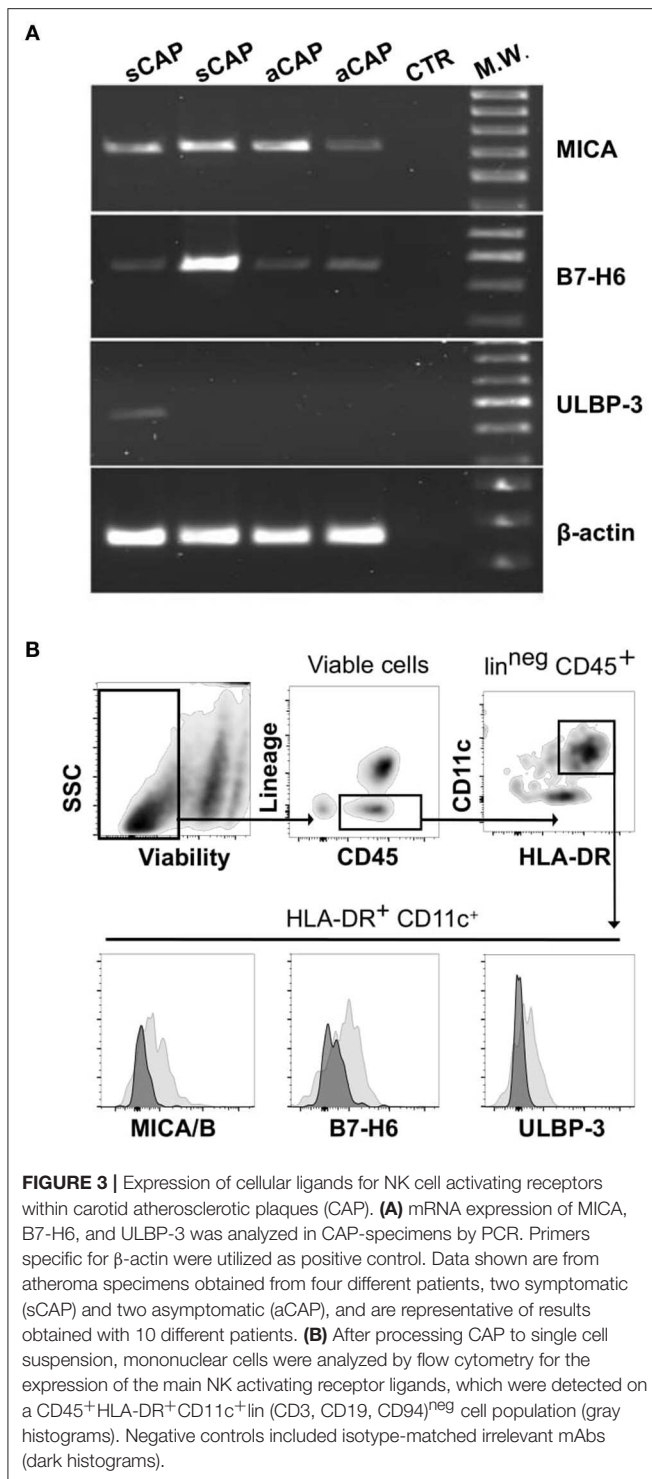 A
sCAP sCAP aCAP aCAP CTR M.W.
MICA
B7-H6
ULBP-3
β-actin
B
Viable cells
lin^neg CD45^+
SSC
Lineage
CD11c
Viability
CD45
HLA-DR
HLA-DR^+ CD11c^+
MICA/B
B7-H6
ULBP-3
FIGURE 3 | Expression of cellular ligands for NK cell activating receptors
within carotid atherosclerotic plaques (CAP). (A) mRNA expression of MICA,
B7-H6, and ULBP-3 was analyzed in CAP-specimens by PCR. Primers
specific for β-actin were utilized as positive control. Data shown are from
atheroma specimens obtained from four different patients, two symptomatic
(sCAP) and two asymptomatic (aCAP), and are representative of results
obtained with 10 different patients. (B) After processing CAP to single cell
suspension, mononuclear cells were analyzed by flow cytometry for the
expression of the main NK activating receptor ligands, which were detected on
a CD45^+HLA-DR^+CD11c^+lin (CD3, CD19, CD94)^neg cell population (gray
histograms). Negative controls included isotype-matched irrelevant mAbs
(dark histograms).